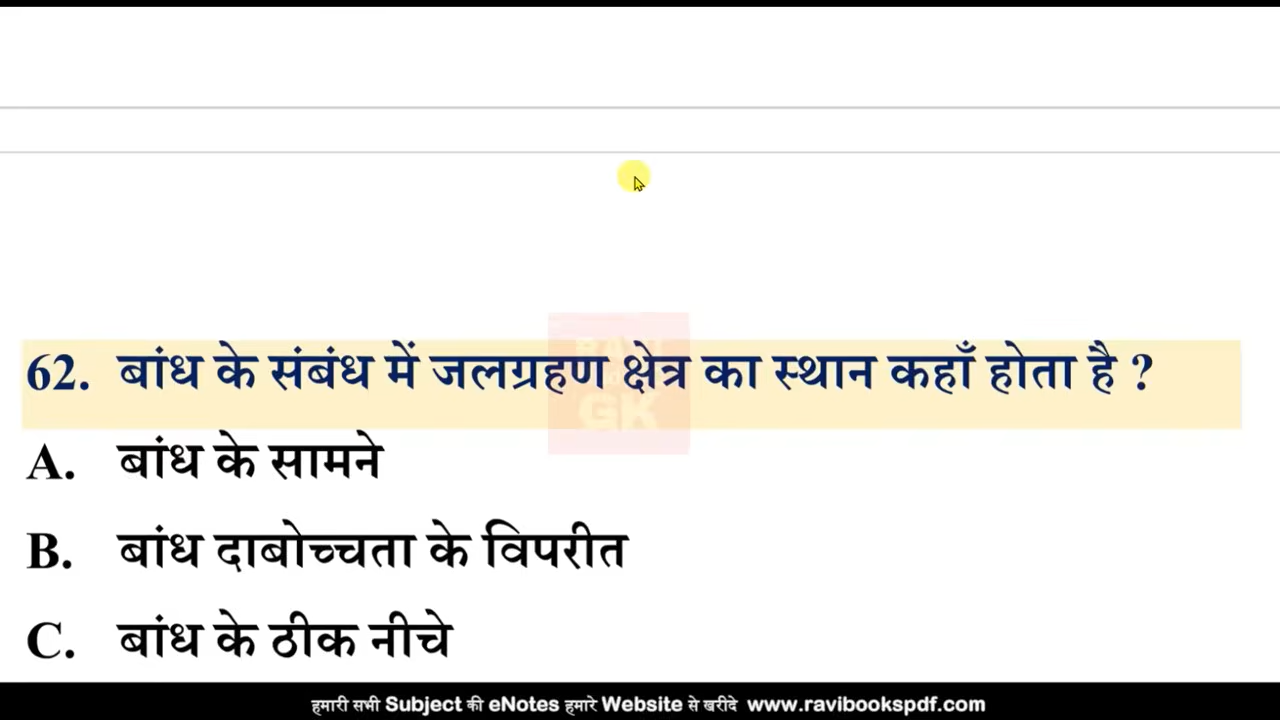 62. बांध के संबंध में जलग्रहण क्षेत्र का स्थान कहाँ होता है ?
A. बांध के सामने
B. बांध दाबोच्चता के विपरीत
C. बांध के ठीक नीचे
हमारी सभी Subject की eNotes हमारे Website से खरीदे www.ravibookspdf.com